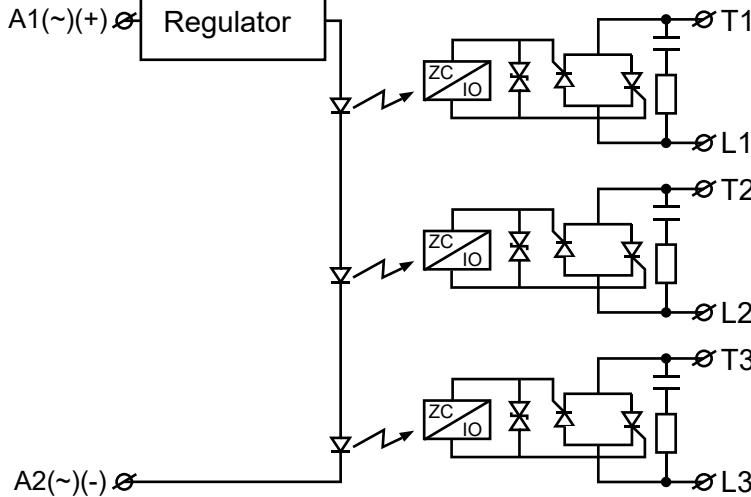 A1(~)(+)
Regulator
T1
ZC
IO
L1
T2
ZC
IO
L2
T3
ZC
IO
A2(~)(-)
L3